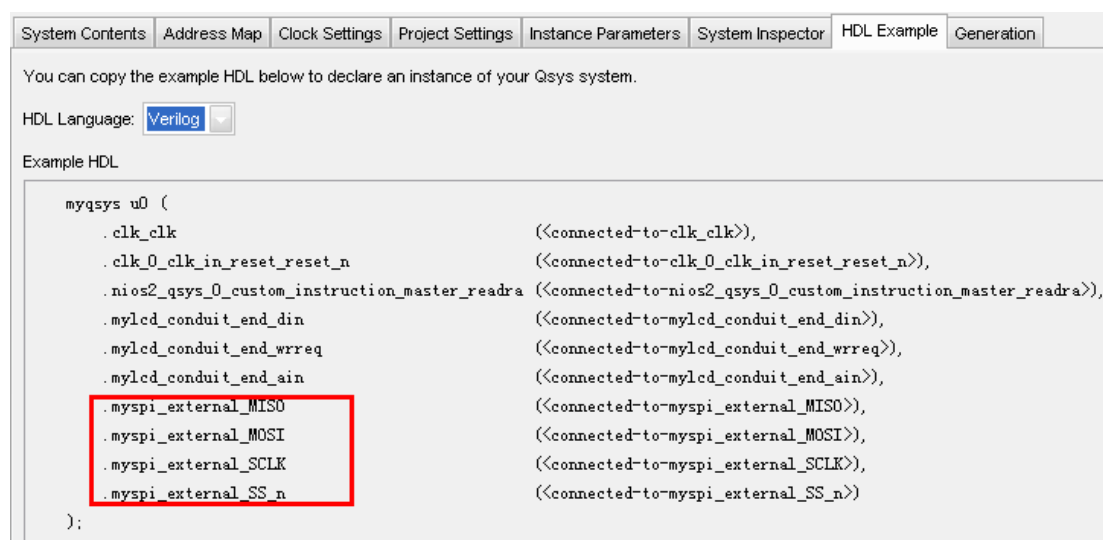 System Contents Address Map Clock Settings Project Settings Instance Parameters System Inspector HDL Example Generation
You can copy the example HDL below to declare an instance of your Qsys system.
HDL Language: Verilog
Example HDL
myqsys u0 (
.clk_clk (<connected-to-clk_clk>),
.clk_0_clk_in_reset_reset_n (<connected-to-clk_0_clk_in_reset_reset_n>),
.nios2_qsys_0_custom_instruction_master_readra (<connected-to-nios2_qsys_0_custom_instruction_master_readra>),
.mylcd_conduit_end_din (<connected-to-mylcd_conduit_end_din>),
.mylcd_conduit_end_wrreq (<connected-to-mylcd_conduit_end_wrreq>),
.mylcd_conduit_end_ain (<connected-to-mylcd_conduit_end_ain>),
.myspi_external_MISO (<connected-to-myspi_external_MISO>),
.myspi_external_MOSI (<connected-to-myspi_external_MOSI>),
.myspi_external_SCLK (<connected-to-myspi_external_SCLK>),
.myspi_external_SS_n (<connected-to-myspi_external_SS_n>)
);